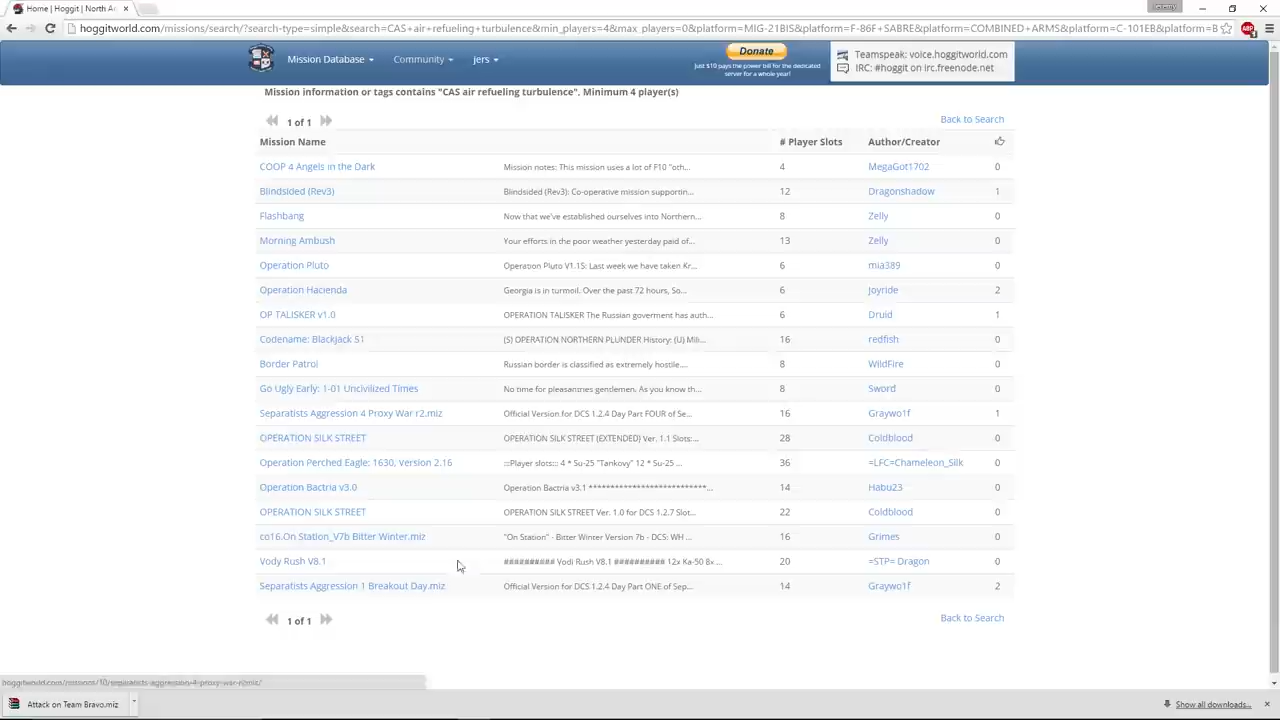 Home | Hoggit | North Ar
Jeremy
hoggitworld.com/missions/search/?search-type=simple&search=CAS+air+refueling+turbulence&min_players=4&max_players=0&platform=MIG-21BIS&platform=F-86F+SABRE&platform=COMBINED+ARMS&platform=C-101EB&platform=B
Mission Database
Community
jers
Donate
Just $10 pays the power bill for the dedicated server for a whole year!
Teamspeak: voice.hoggitworld.com
IRC: #hoggit on irc.freenode.net
Mission information or tags contains "CAS air refueling turbulence", Minimum 4 player(s)
1 of 1
Back to Search
Mission Name # Player Slots Author/Creator
COOP 4 Angels in the Dark Mission notes: This mission uses a lot of F10 "oth... 4 MegaGot1702 0
Blindsided (Rev3) Blindsided (Rev3): Co-operative mission supportin... 12 Dragonshadow 1
Flashbang Now that we've established ourselves into Northern... 8 Zelly 0
Morning Ambush Your efforts in the poor weather yesterday paid of... 13 Zelly 0
Operation Pluto Operation Pluto V1.15: Last week we have taken Kr... 6 mia389 0
Operation Hacienda Georgia is in turmoil. Over the past 72 hours, So... 6 Joyride 2
OP TALISKER v1.0 OPERATION TALISKER The Russian goverment has auth... 6 Druid 1
Codename: BlackJack 51 (S) OPERATION NORTHERN PLUNDER History: (U) Mili... 16 redfish 0
Border Patrol Russian border is classified as extremely hostile.... 8 WildFire 0
Go Ugly Early: 1-01 Uncivilized Times No time for pleasantries gentlemen. As you know th... 8 Sword 0
Separatists Aggression 4 Proxy War r2.miz Official Version for DCS 1.2.4 Day Part FOUR of Se... 16 Graywo1f 1
OPERATION SILK STREET OPERATION SILK STREET (EXTENDED) Ver. 1.1 Slots:... 28 Coldblood 0
Operation Perched Eagle: 1630, Version 2.16 :::Player slots::: 4 * Su-25 "Tankovy" 12 * Su-25 ... 36 =LFC=Chameleon_Silk 0
Operation Bactria v3.0 Operation Bactria v3.1 **************************... 14 Habu23 0
OPERATION SILK STREET OPERATION SILK STREET Ver. 1.0 for DCS 1.2.7 Slot... 22 Coldblood 0
co16.On Station_V7b Bitter Winter.miz "On Station" - Bitter Winter Version 7b - DCS: WH ... 16 Grimes 0
Vody Rush V8.1 ########## Vodi Rush V8.1 ########## 12x Ka-50 8x ... 20 =STP= Dragon 0
Separatists Aggression 1 Breakout Day.miz Official Version for DCS 1.2.4 Day Part ONE of Sep... 14 Graywo1f 2
1 of 1
Back to Search
hoggitworld.com/mission/10/separatists-aggression-4-proxy-war-r2miz/
Attack on Team Bravo.miz
Show all downloads...